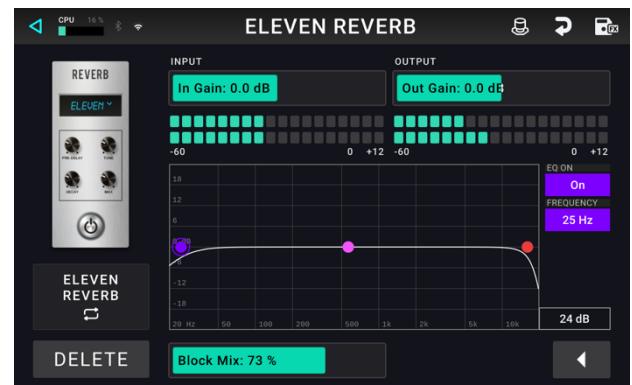 CPU 16 %
ELEVEN REVERB
FX
REVERB
ELEVEN
PRE-DELAY TUNE
DECAY MIX
ELEVEN
REVERB
DELETE
INPUT
In Gain: 0.0 dB
-60 0 +12
OUTPUT
Out Gain: 0.0 dB
-60 0 +12
18
12
6
-6
-12
-18
20 Hz 50 100 200 500 1k 2k 5k 10k
EQ ON
On
FREQUENCY
25 Hz
24 dB
Block Mix: 73 %